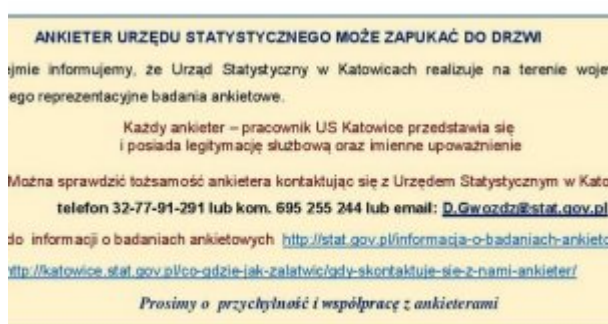 ANKIETER URZĘDU STATYSTYCZNEGO MOŻE ZAPUKAĆ DO DRZWI
ejmie informujemy, że Urząd Statystyczny w Katowicach realizuje na terenie woje
ego reprezentacyjne badania ankietowe.
Każdy ankieter – pracownik US Katowice przedstawia się
i posiada legitymację służbową oraz imienne upoważnienie
Można sprawdzić tożsamość ankietera kontaktując się z Urzędem Statystycznym w Kato
telefon 32-77-91-291 lub kom. 695 255 244 lub email: D.Gwozdz@stat.gov.pl
do informacji o badaniach ankietowych http://stat.gov.pl/informacja-o-badaniach-ankieto
http://katowice.stat.gov.pl/co-gdzie-jak-zalatwic/gdy-skontaktuje-sie-z-nami-ankieter/
Prosimy o przychylność i współpracę z ankieterami